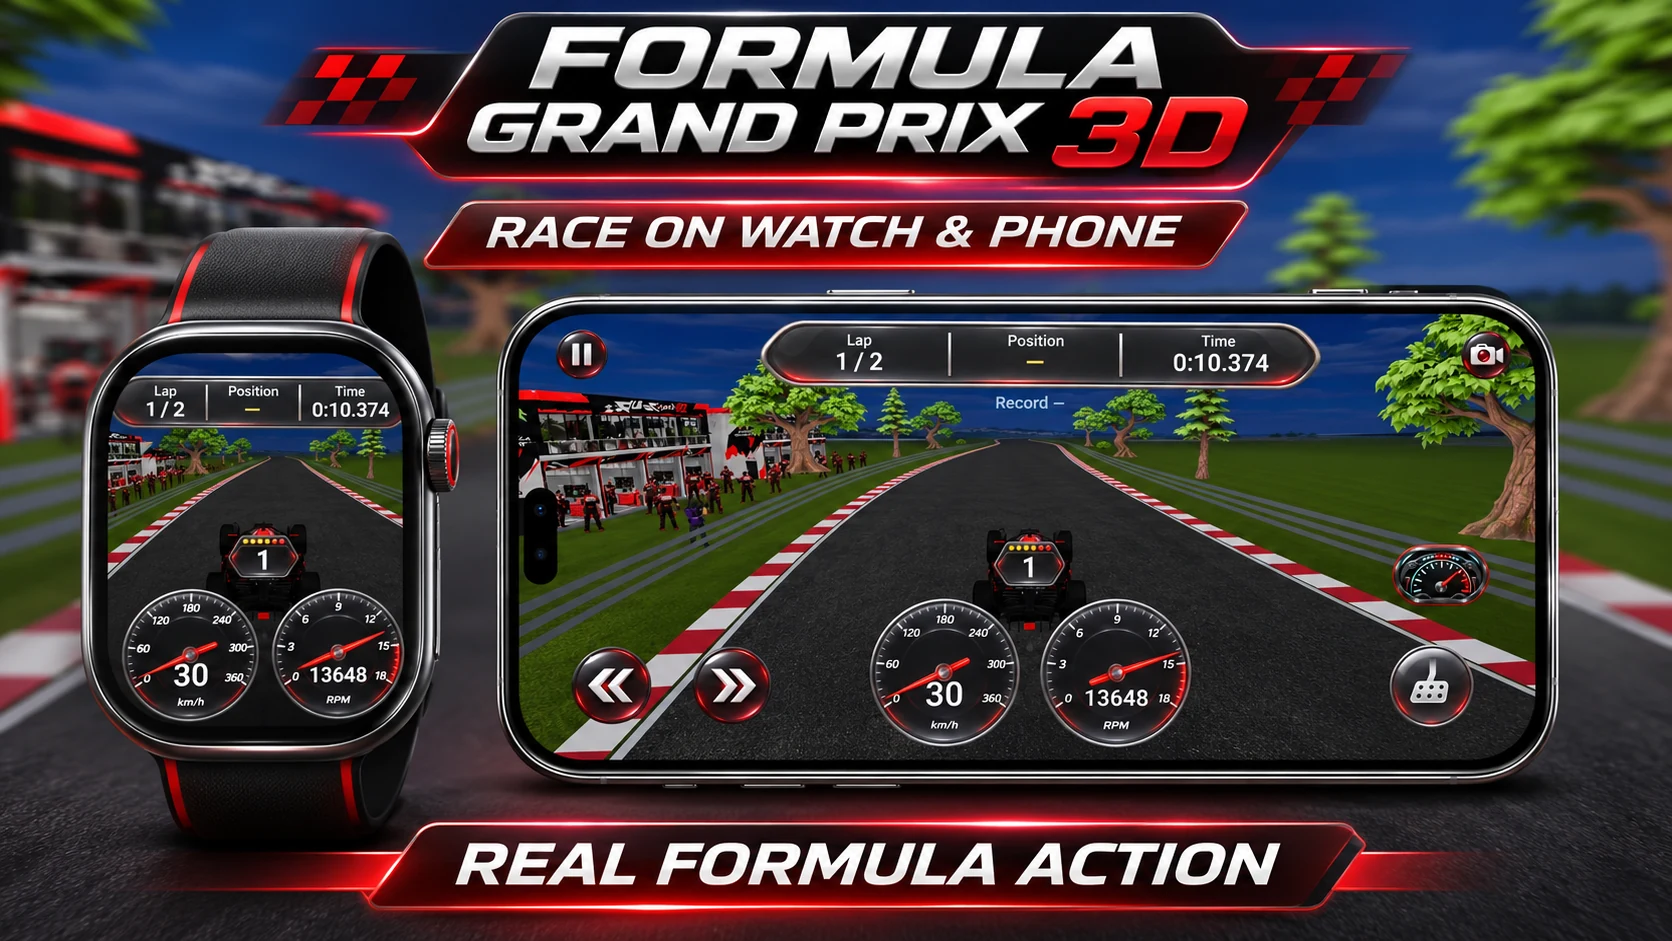 FORMULA
GRAND PRIX 3D
RACE ON WATCH & PHONE
Lap
1 / 2
Position
–
Time
0:10.374
1
0
60
120
180
240
300
360
30
km/h
0
3
6
9
12
15
18
13648
RPM
Lap
1 / 2
Position
–
Time
0:10.374
Record –
1
0
60
120
180
240
300
360
30
km/h
0
3
6
9
12
15
18
13648
RPM
REAL FORMULA ACTION